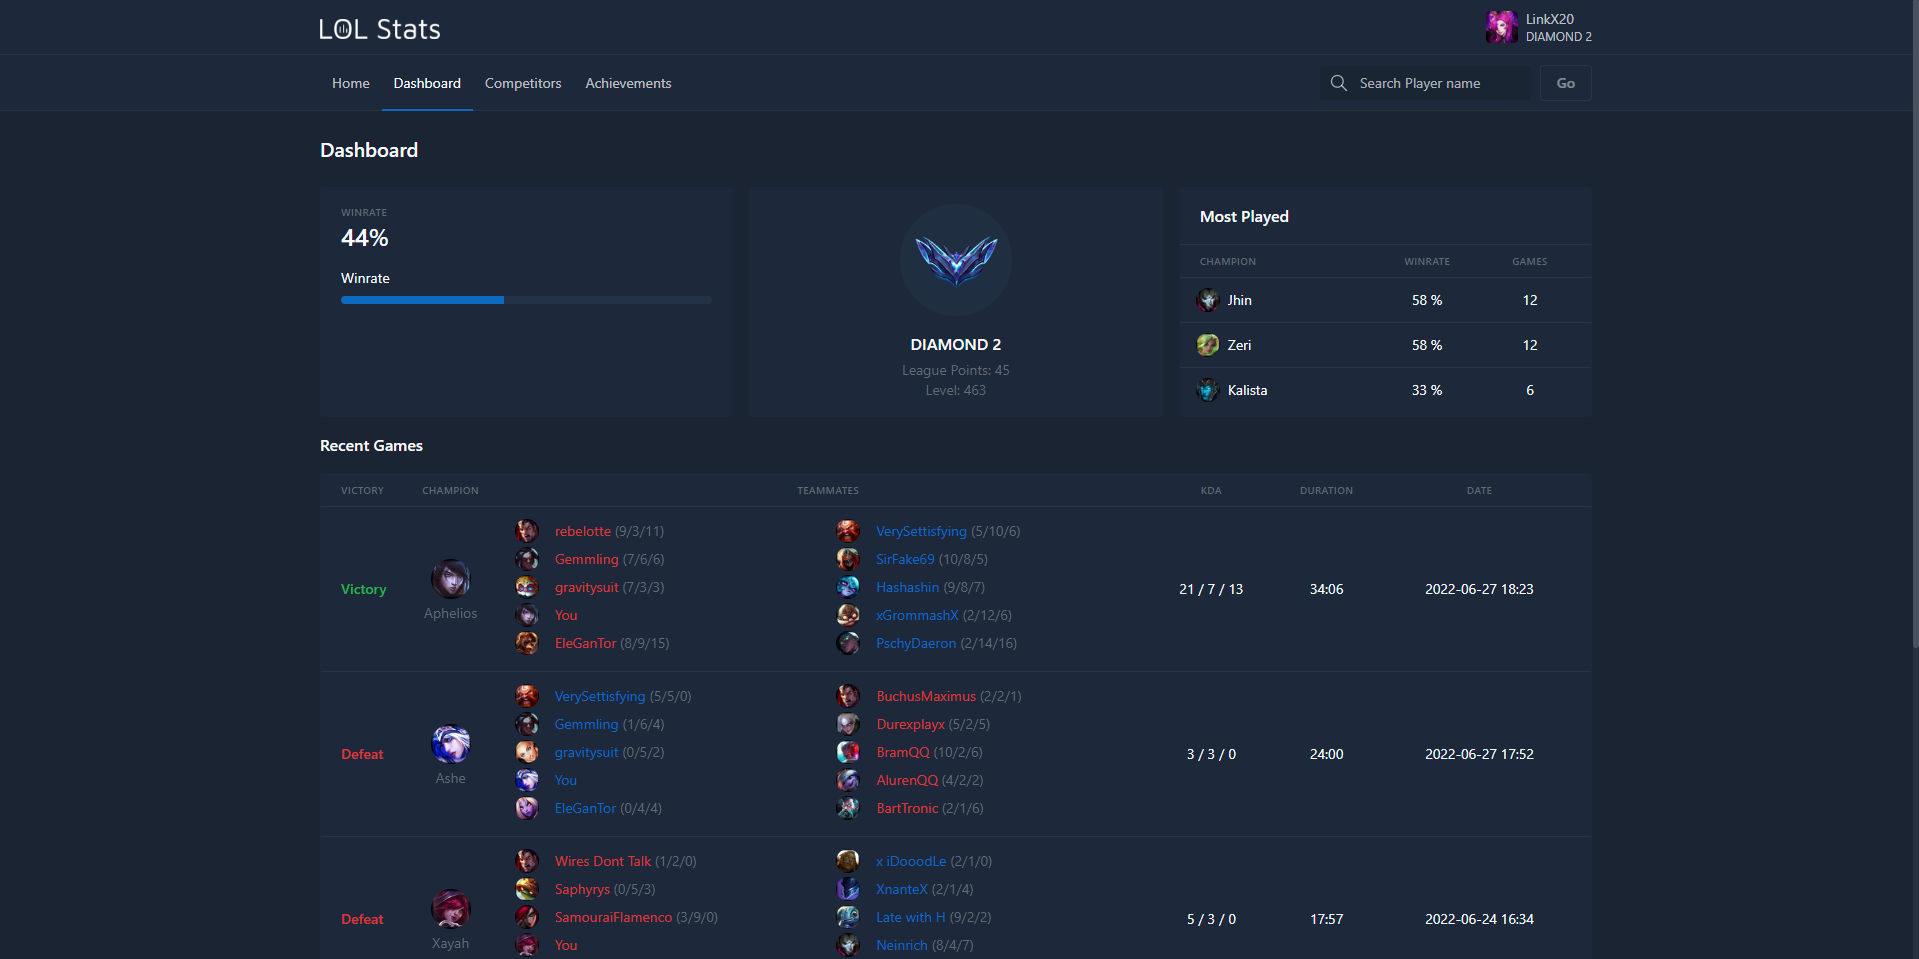 LOL Stats
LinkX20
DIAMOND 2
Home Dashboard Competitors Achievements Search Player name Go
Dashboard
WINRATE
44%
Winrate
DIAMOND 2
League Points: 45
Level: 463
Most Played
CHAMPION WINRATE GAMES
Jhin 58 % 12
Zeri 58 % 12
Kalista 33 % 6
Recent Games
VICTORY CHAMPION TEAMMATES KDA DURATION DATE
rebelotte (9/3/11) VerySettisfying (5/10/6)
Gemmling (7/6/6) SirFake69 (10/8/5)
Victory gravitysuit (7/3/3) Hashashin (9/8/7) 21 / 7 / 13 34:06 2022-06-27 18:23
Aphelios You xGrommashX (2/12/6)
EleGanTor (8/9/15) PschyDaeron (2/14/16)
VerySettisfying (5/5/0) BuchusMaximus (2/2/1)
Gemmling (1/6/4) Durexplayx (5/2/5)
Defeat gravitysuit (0/5/2) BramQQ (10/2/6) 3 / 3 / 0 24:00 2022-06-27 17:52
Ashe You AlurenQQ (4/2/2)
EleGanTor (0/4/4) BartTronic (2/1/6)
Wires Dont Talk (1/2/0) x iDooodLe (2/1/0)
Saphyrys (0/5/3) XnanteX (2/1/4)
Defeat SamouraiFlamenco (3/9/0) Late with H (9/2/2) 5 / 3 / 0 17:57 2022-06-24 16:34
Xayah You Neinrich (8/4/7)